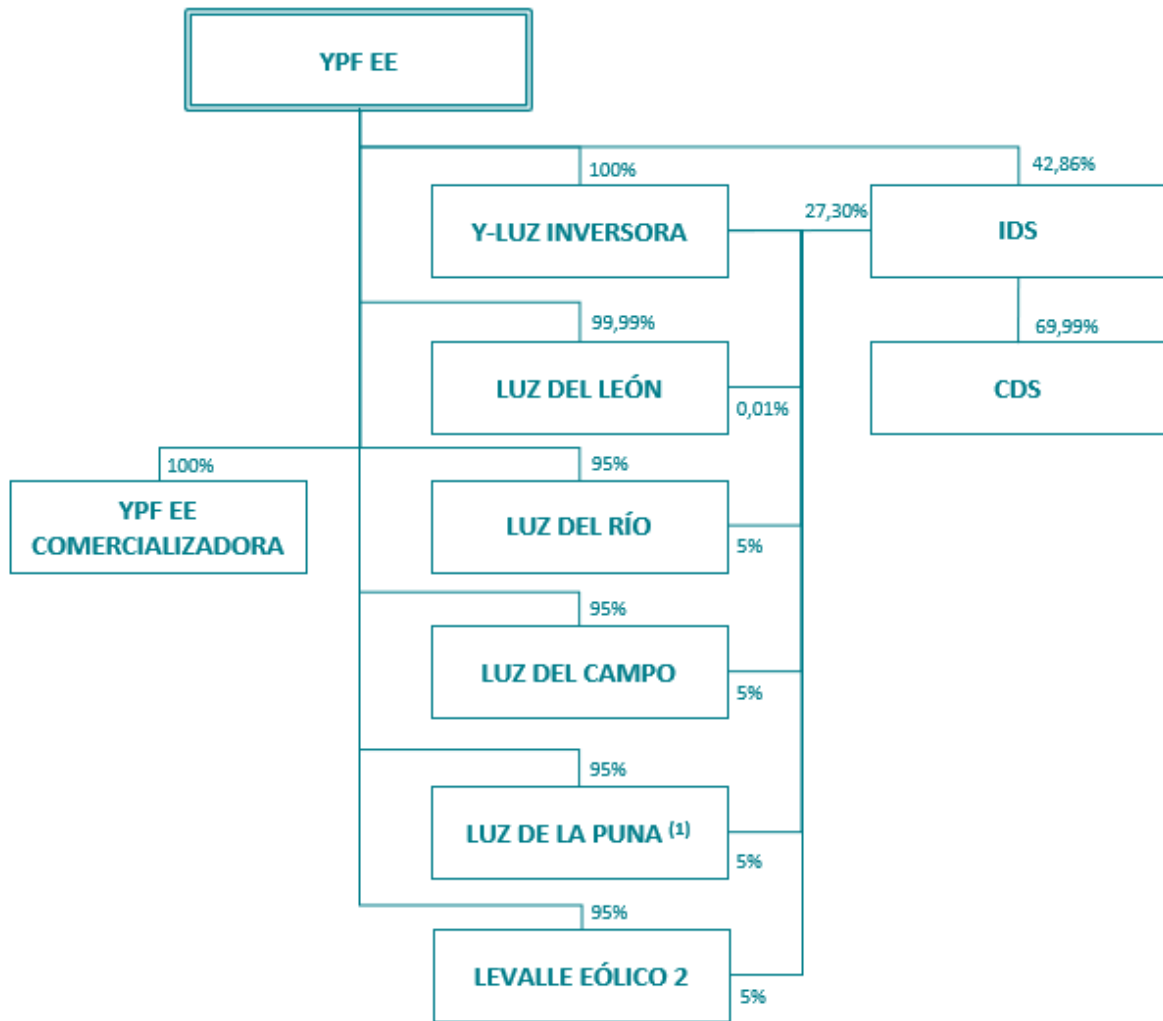 YPF EE
100%
42,86%
Y-LUZ INVERSORA
27,30%
IDS
99,99%
69,99%
LUZ DEL LEÓN
0,01%
CDS
100%
95%
YPF EE
COMERCIALIZADORA
LUZ DEL RÍO
5%
95%
LUZ DEL CAMPO
5%
95%
LUZ DE LA PUNA (1)
5%
95%
LEVALLE EÓLICO 2
5%